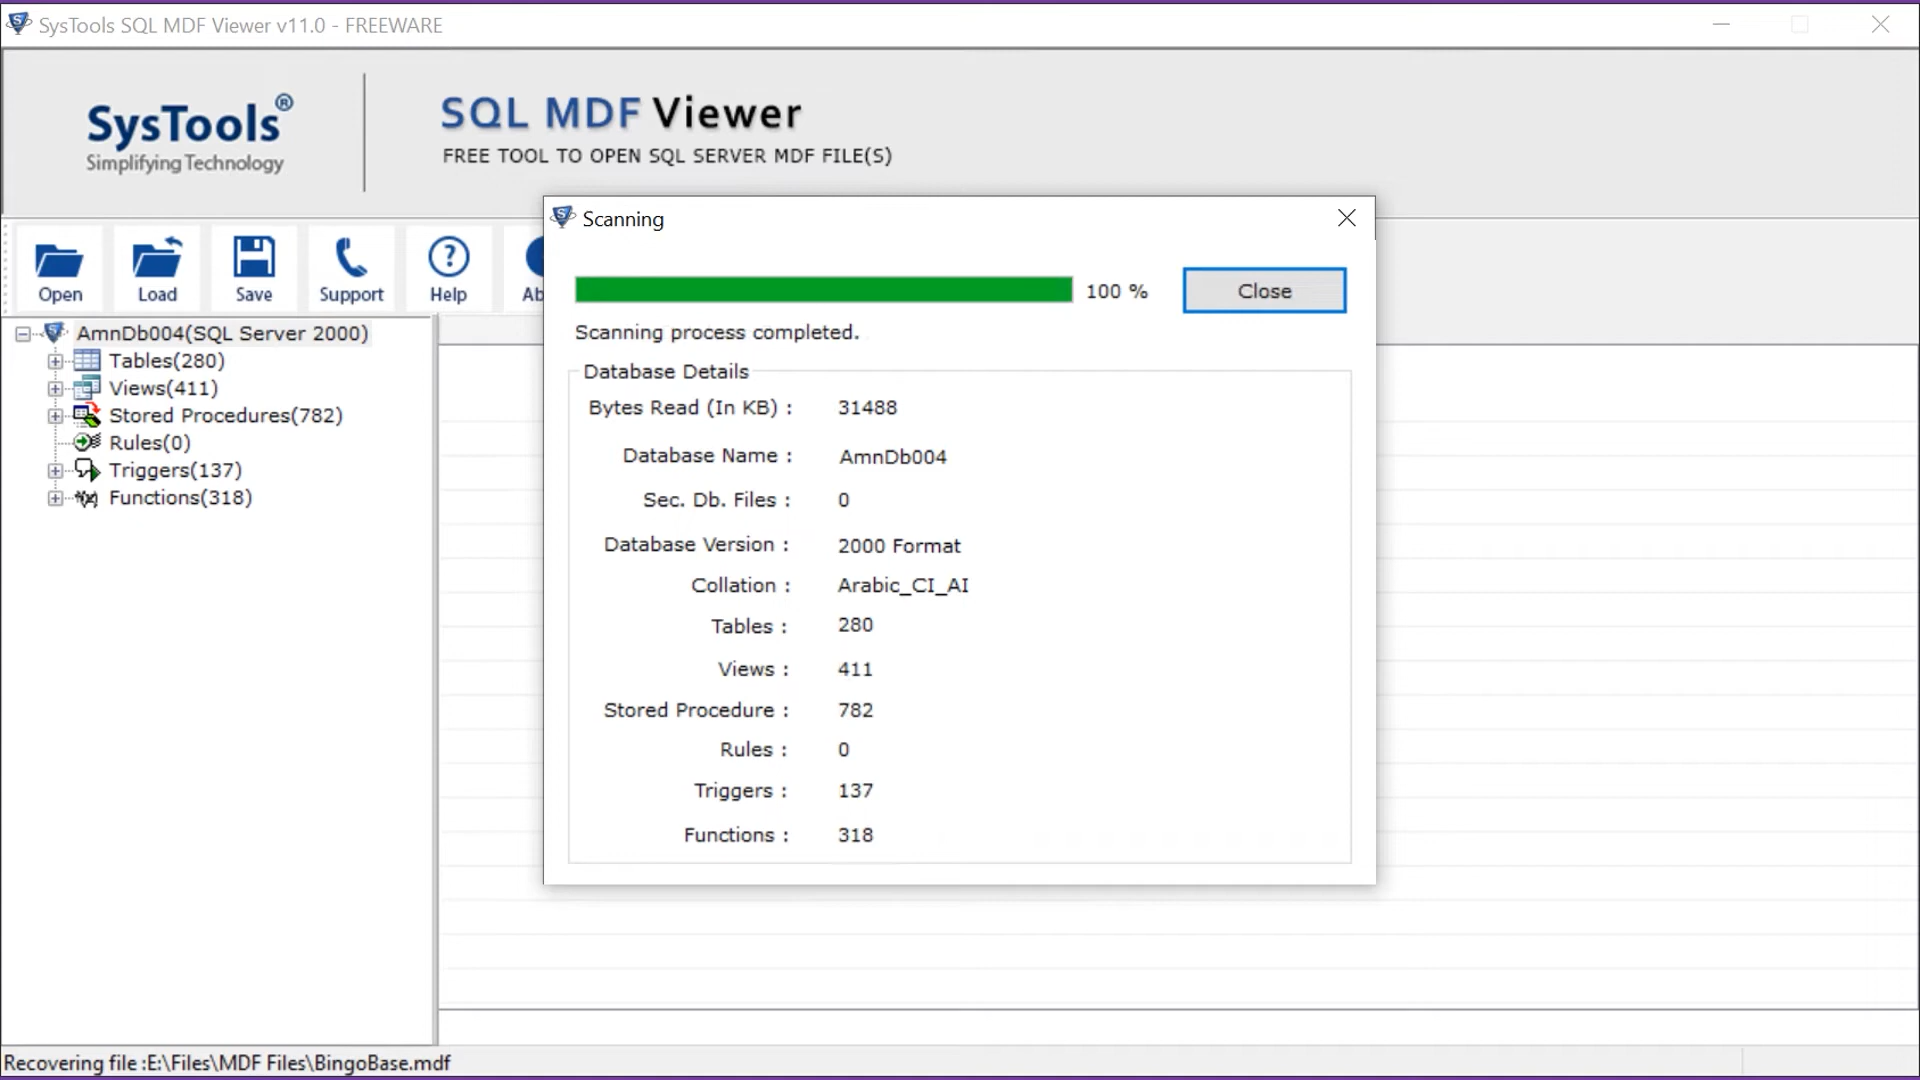 SysTools SQL MDF Viewer v11.0 - FREEWARE
SysTools®
Simplifying Technology
SQL MDF Viewer
FREE TOOL TO OPEN SQL SERVER MDF FILE(S)
Open
Load
Save
Support
Help
Ab
AmnDb004(SQL Server 2000)
Tables(280)
Views(411)
Stored Procedures(782)
Rules(0)
Triggers(137)
Functions(318)
Scanning
100 %
Close
Scanning process completed.
Database Details
Bytes Read (In KB) : 31488
Database Name : AmnDb004
Sec. Db. Files : 0
Database Version : 2000 Format
Collation : Arabic_CI_AI
Tables : 280
Views : 411
Stored Procedure : 782
Rules : 0
Triggers : 137
Functions : 318
Recovering file :E:\Files\MDF Files\BingoBase.mdf